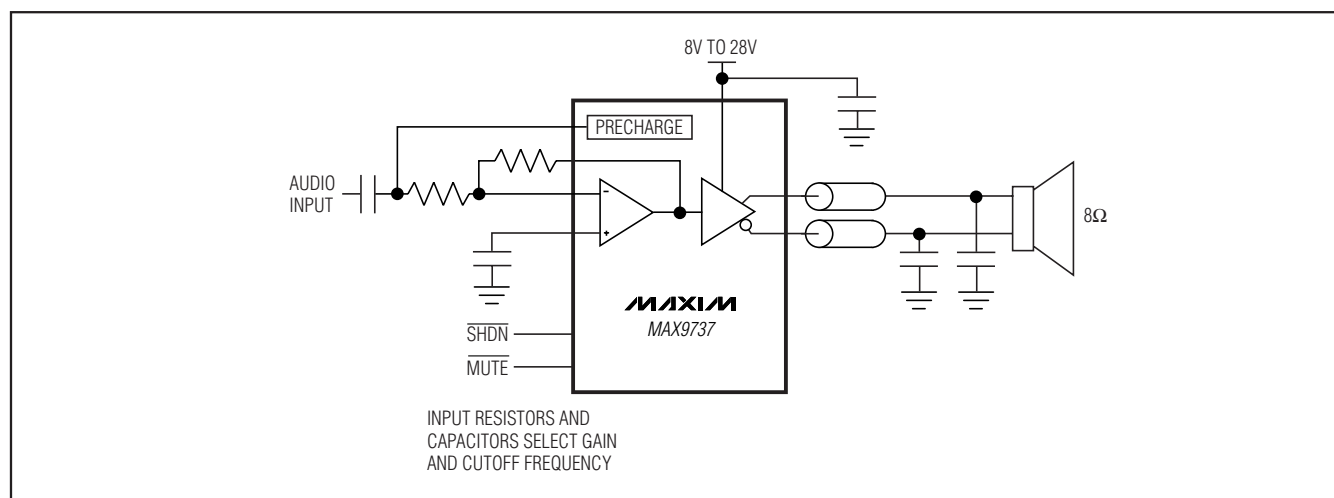 8V TO 28V
PRECHARGE
AUDIO
INPUT
−
+
8Ω
MAXIM
MAX9737
SHDN
MUTE
INPUT RESISTORS AND
CAPACITORS SELECT GAIN
AND CUTOFF FREQUENCY